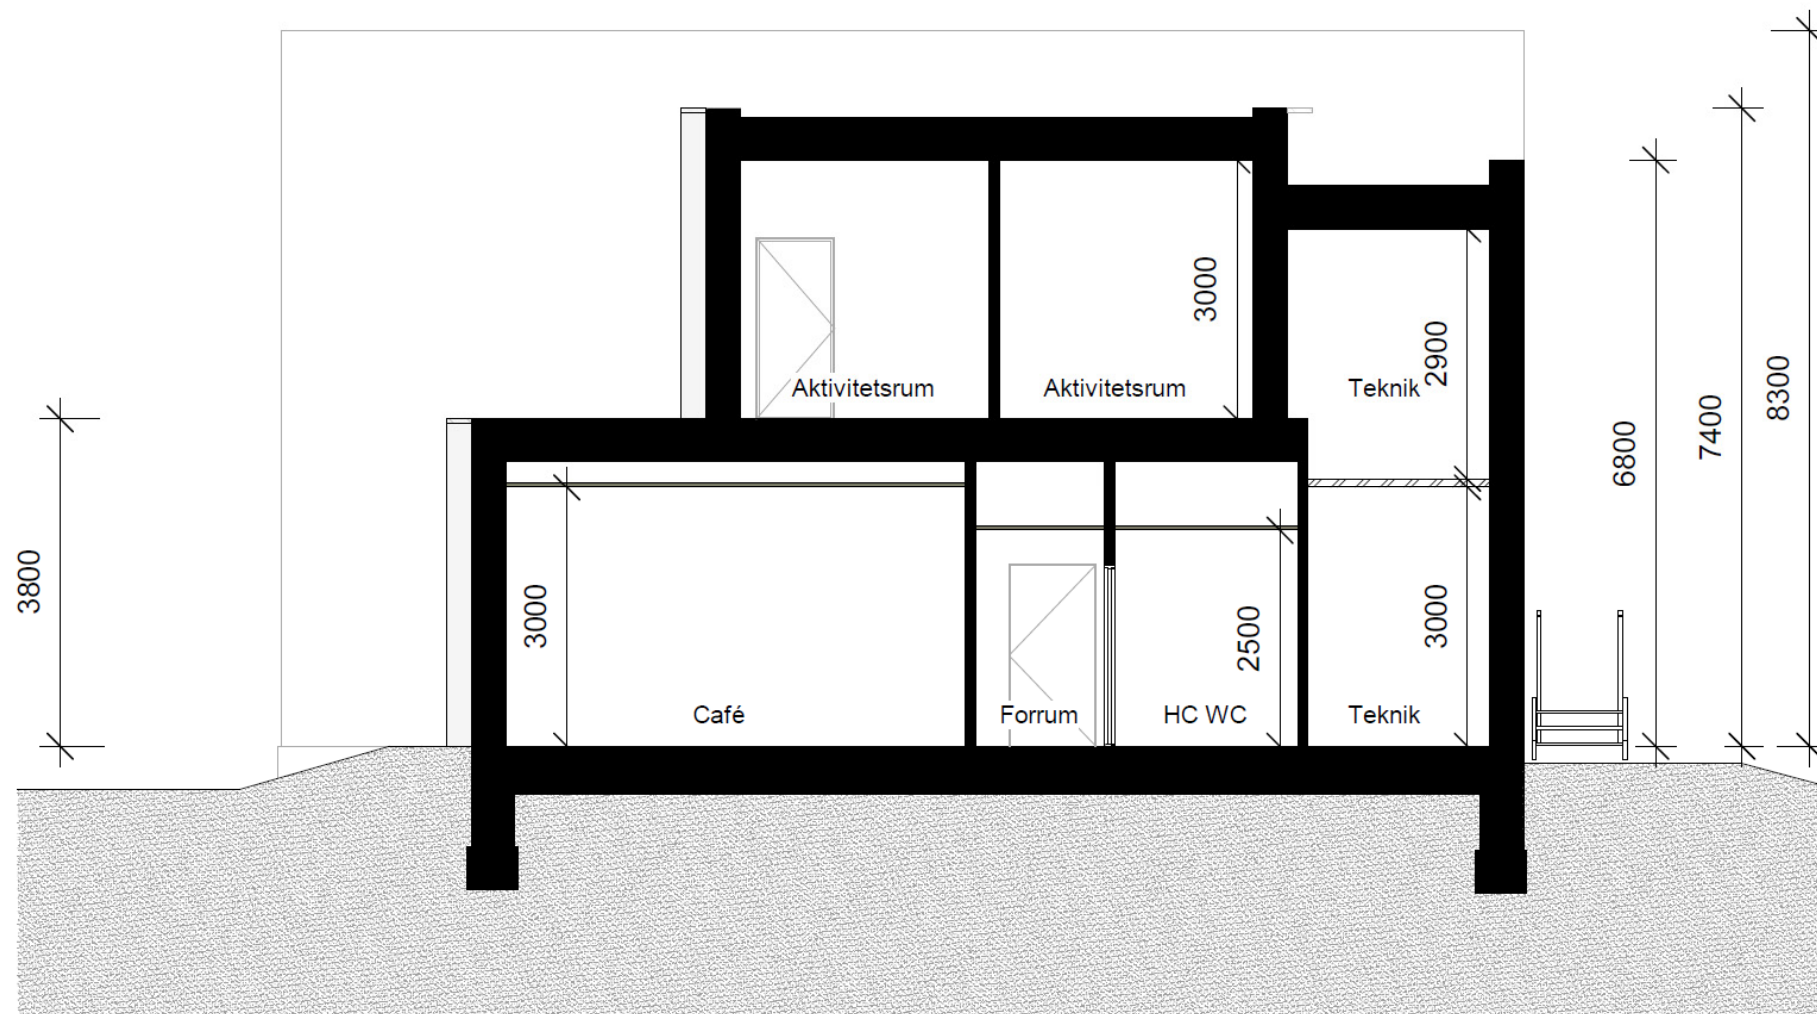 8300
7400
6800
3000
2900
Aktivitetsrum
Aktivitetsrum
Teknik
3800
3000
2500
3000
Café
Forrum
HC WC
Teknik